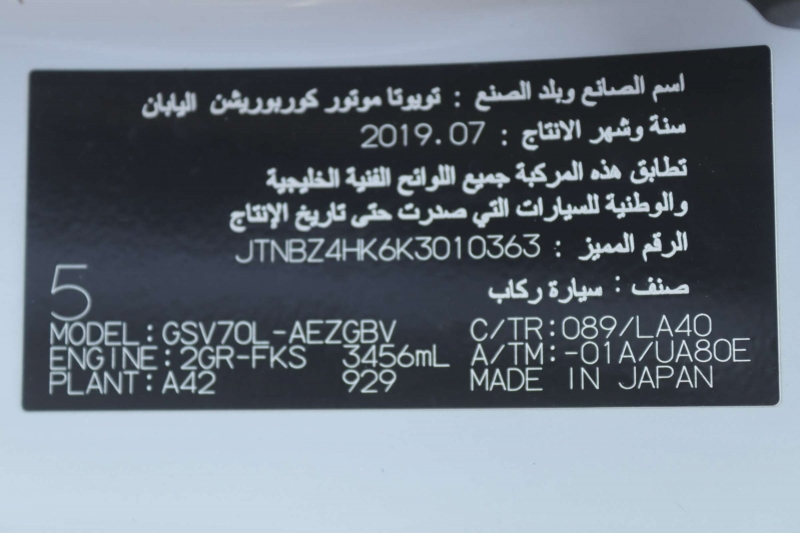 اسم الصانع وبلد الصنع : تويوتا موتور كوربوريشن اليابان
سنة وشهر الانتاج : 2019.07
تطابق هذه المركبة جميع اللوائح الفنية الخليجية
والوطنية للسيارات التي صدرت حتى تاريخ الإنتاج
الرقم المميز : JTNBZ4HK6K3010363
صنف : سيارة ركاب
5
MODEL:GSV70L-AEZGBV C/TR:089/LA40
ENGINE:2GR-FKS 3456mL A/TM:-01A/UA80E
PLANT:A42 929 MADE IN JAPAN